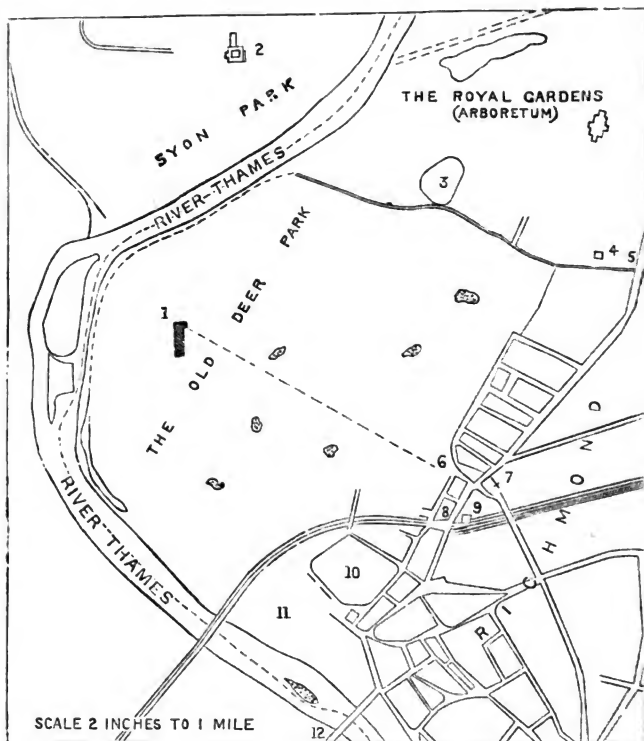 2
SYON PARK
THE ROYAL GARDENS
(ARBORETUM)
RIVER-THAMES
3
4
5
1
THE OLD DEER PARK
6
7
8
9
RICHMOND
10
11
RIVER-THAMES
12
SCALE 2 INCHES TO 1 MILE